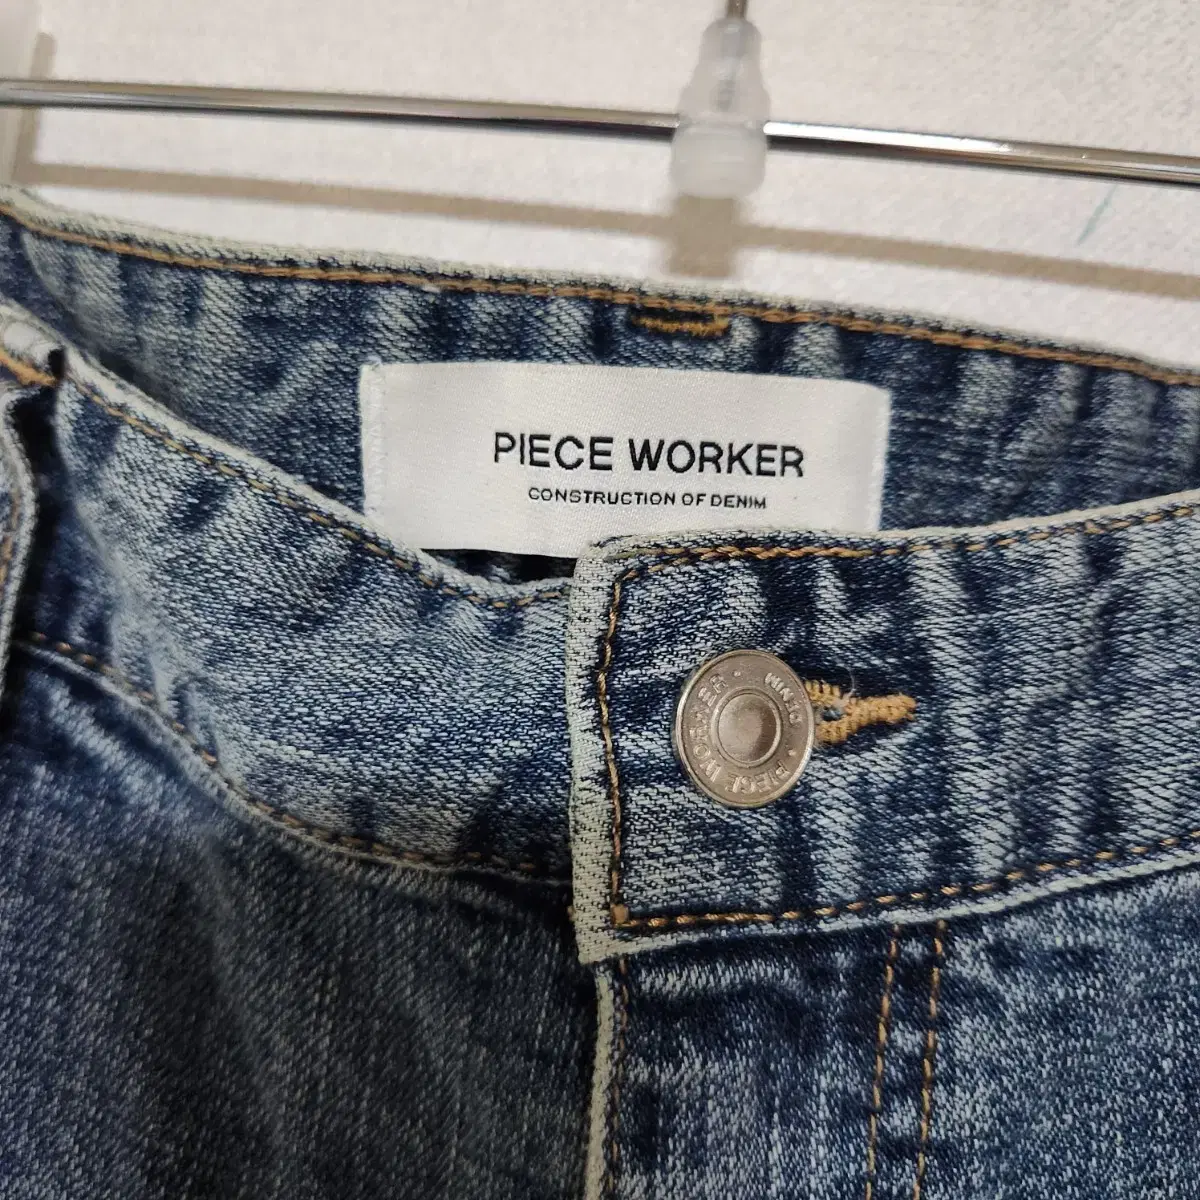 PIECE WORKER
CONSTRUCTION OF DENIM
PIECE WORKER · DENIM ·